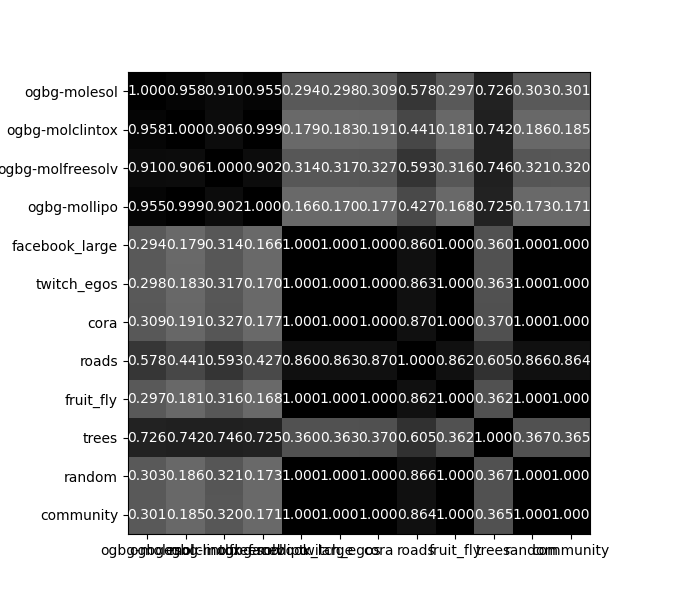 ogbg-molesol 1.000 0.958 0.910 0.955 0.294 0.298 0.309 0.578 0.297 0.726 0.303 0.301
ogbg-molclintox 0.958 1.000 0.906 0.999 0.179 0.183 0.191 0.441 0.181 0.742 0.186 0.185
ogbg-molfreesolv 0.910 0.906 1.000 0.902 0.314 0.317 0.327 0.593 0.316 0.746 0.321 0.320
ogbg-mollipo 0.955 0.999 0.902 1.000 0.166 0.170 0.177 0.427 0.168 0.725 0.173 0.171
facebook_large 0.294 0.179 0.314 0.166 1.000 1.000 1.000 0.860 1.000 0.360 1.000 1.000
twitch_egos 0.298 0.183 0.317 0.170 1.000 1.000 1.000 0.863 1.000 0.363 1.000 1.000
cora 0.309 0.191 0.327 0.177 1.000 1.000 1.000 0.870 1.000 0.370 1.000 1.000
roads 0.578 0.441 0.593 0.427 0.860 0.863 0.870 1.000 0.862 0.605 0.866 0.864
fruit_fly 0.297 0.181 0.316 0.168 1.000 1.000 1.000 0.862 1.000 0.362 1.000 1.000
trees 0.726 0.742 0.746 0.725 0.360 0.363 0.370 0.605 0.362 1.000 0.367 0.365
random 0.303 0.186 0.321 0.173 1.000 1.000 1.000 0.866 1.000 0.367 1.000 1.000
community 0.301 0.185 0.320 0.171 1.000 1.000 1.000 0.864 1.000 0.365 1.000 1.000
cora roads fruit_fly trees random community